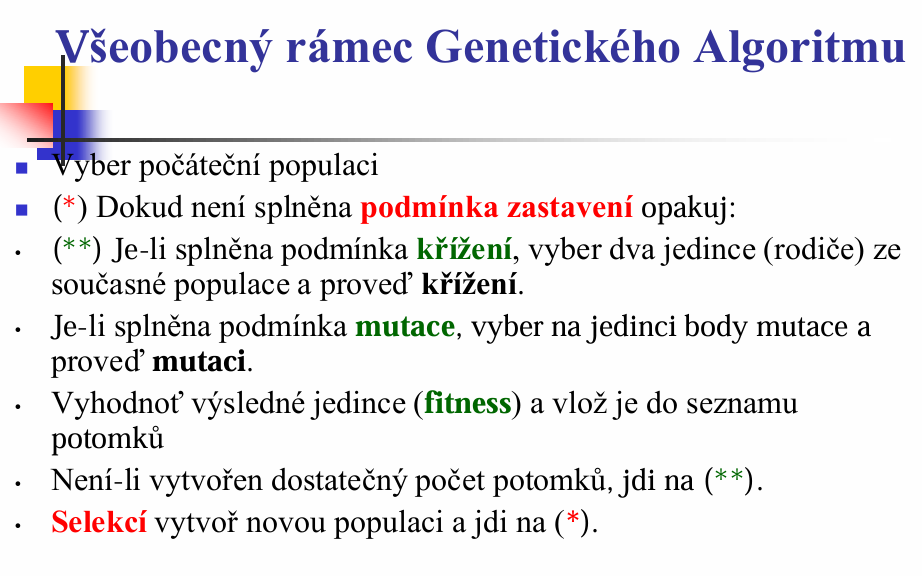 Všeobecný rámec Genetického Algoritmu
Vyber počáteční populaci
(*) Dokud není splněna podmínka zastavení opakuj:
(**) Je-li splněna podmínka křížení, vyber dva jedince (rodiče) ze
současné populace a proveď křížení.
Je-li splněna podmínka mutace, vyber na jedinci body mutace a
proveď mutaci.
Vyhodnoť výsledné jedince (fitness) a vlož je do seznamu
potomků
Není-li vytvořen dostatečný počet potomků, jdi na (**).
Selekcí vytvoř novou populaci a jdi na (*).